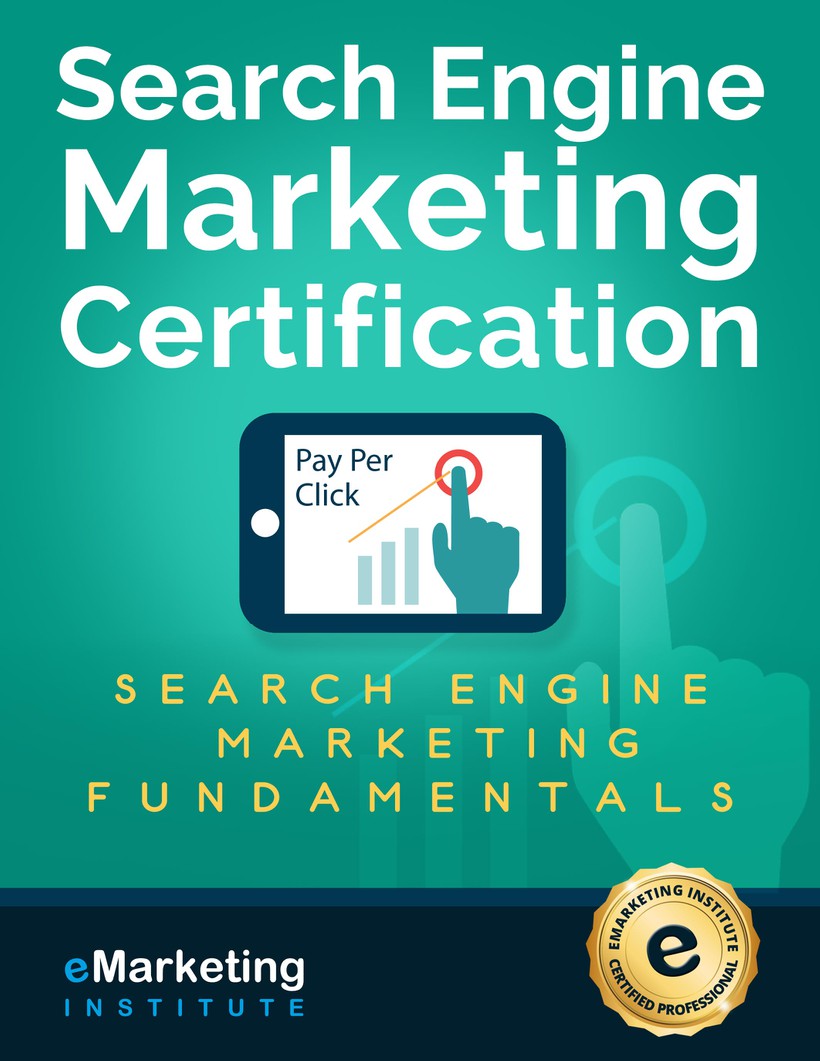 Search Engine
Marketing
Certification
Pay Per
Click
SEARCH ENGINE
MARKETING
FUNDAMENTALS
eMarketing
INSTITUTE
EMARKETING INSTITUTE
e
CERTIFIED PROFESSIONAL